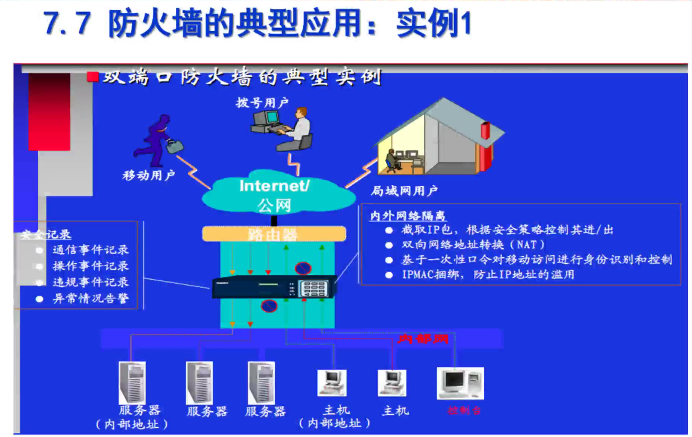 7.7 防火墙的典型应用：实例1
双端口防火墙的典型实例
拨号用户
移动用户
局域网用户
Internet/
公网
路由器
安全记录
通信事件记录
操作事件记录
违规事件记录
异常情况告警
内外网络隔离
截取IP包，根据安全策略控制其进/出
双向网络地址转换（NAT）
基于一次性口令对移动访问进行身份识别和控制
IPMAC捆绑，防止IP地址的滥用
内部网
服务器
（内部地址）
服务器
服务器
主机
（内部地址）
主机